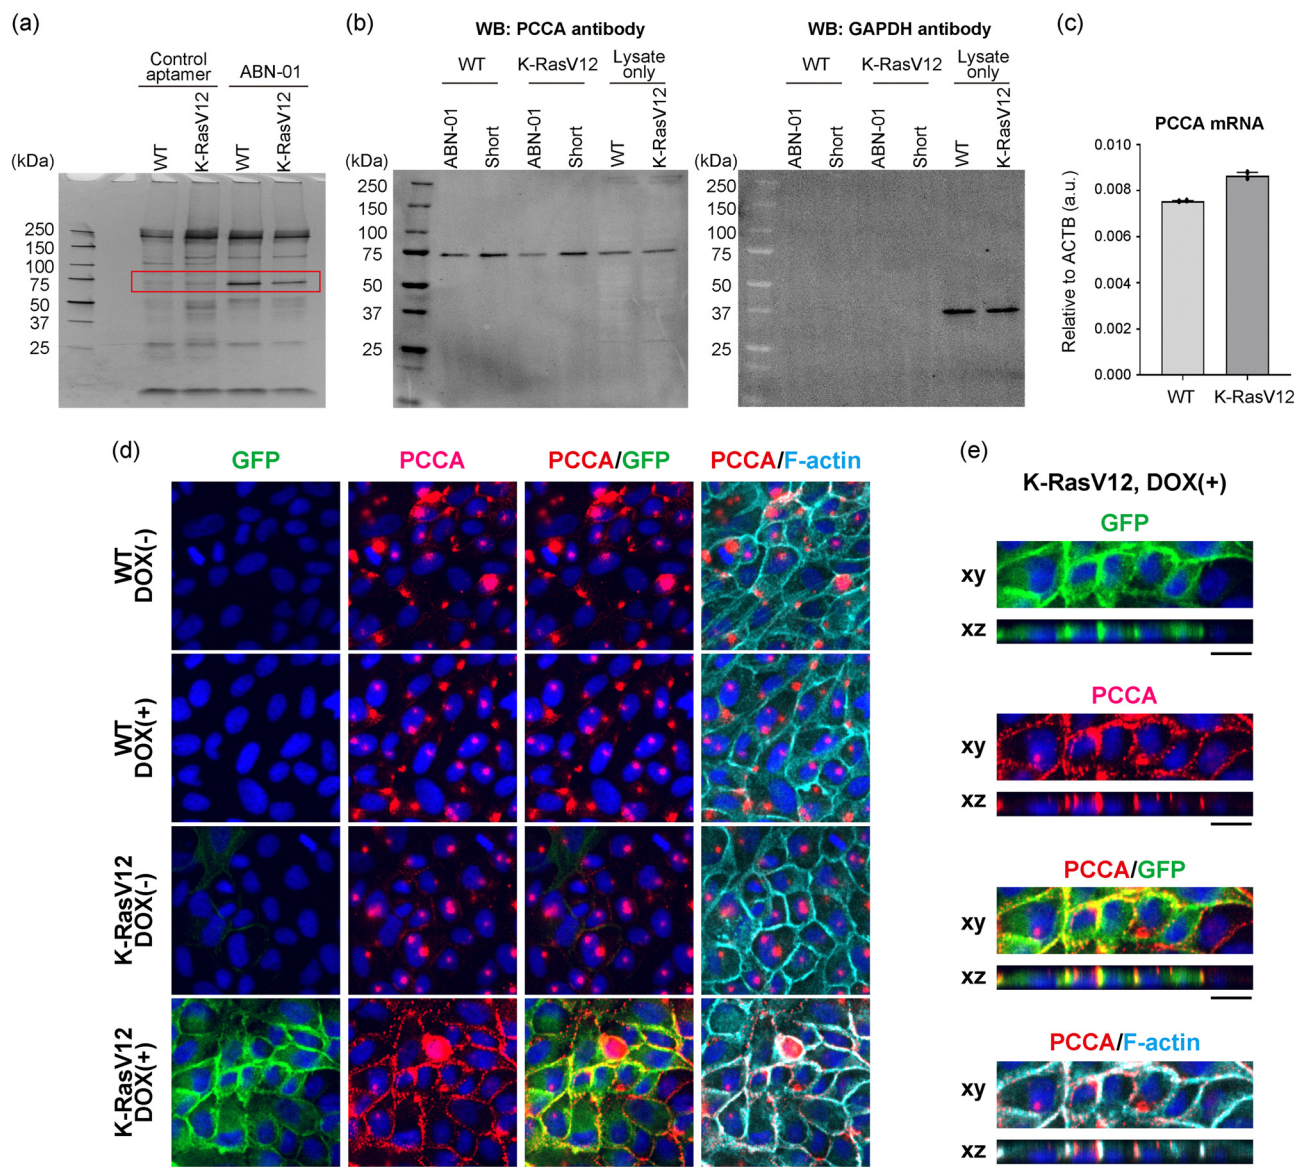 (a)
Control
aptamer
ABN-01
WT
K-RasV12
WT
K-RasV12
(kDa)
250
150
100
75
50
37
25
(b)
WB: PCCA antibody
WT
K-RasV12
Lysate
only
ABN-01
Short
ABN-01
Short
WT
K-RasV12
(kDa)
250
150
100
75
50
37
25
WB: GAPDH antibody
WT
K-RasV12
Lysate
only
ABN-01
Short
ABN-01
Short
WT
K-RasV12
(kDa)
250
150
100
75
50
37
25
(c)
PCCA mRNA
Relative to ACTB (a.u.)
0.010
0.008
0.006
0.004
0.002
0.000
WT
K-RasV12
(d)
GFP
PCCA
PCCA/GFP
PCCA/F-actin
WT
DOX(-)
WT
DOX(+)
K-RasV12
DOX(-)
K-RasV12
DOX(+)
(e)
K-RasV12, DOX(+)
GFP
xy
xz
PCCA
xy
xz
PCCA/GFP
xy
xz
PCCA/F-actin
xy
xz